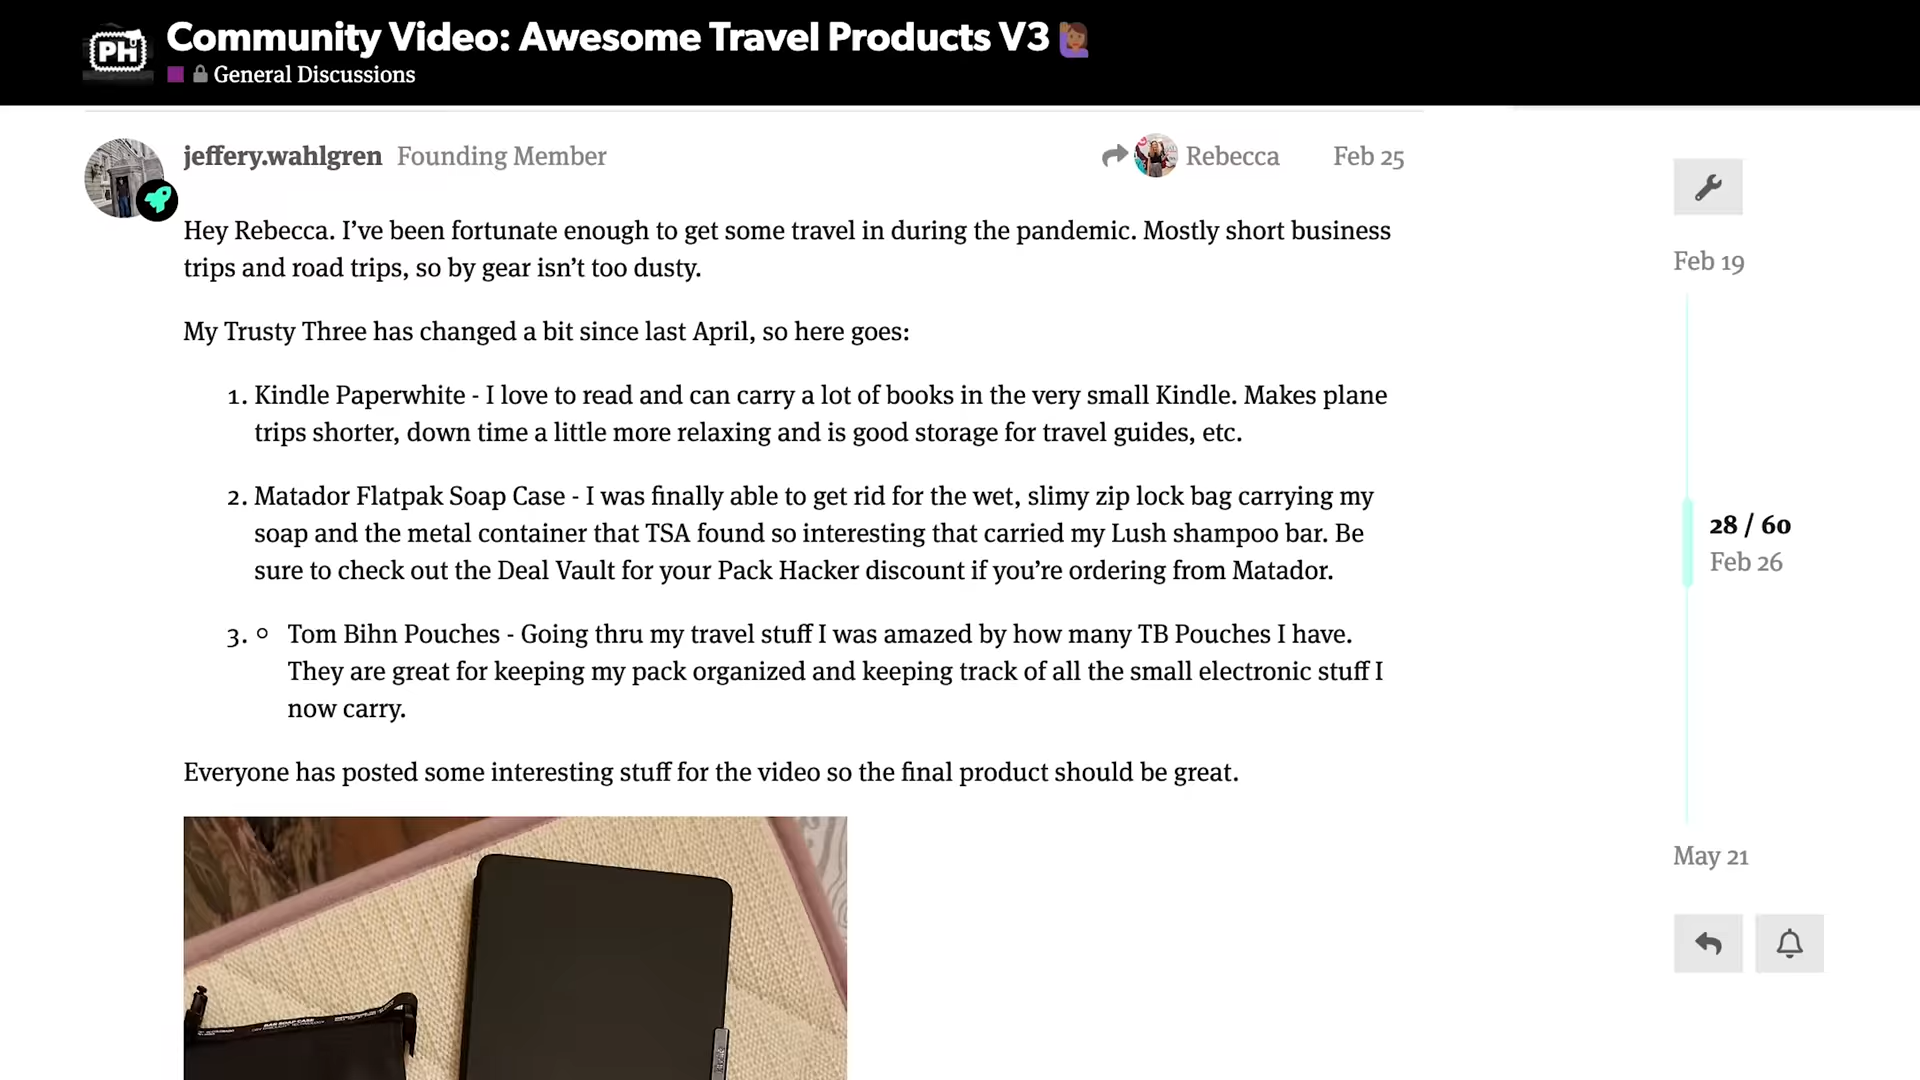 PH
Community Video: Awesome Travel Products V3
General Discussions
jeffery.wahlgren Founding Member
Rebecca
Feb 25
Hey Rebecca. I’ve been fortunate enough to get some travel in during the pandemic. Mostly short business
trips and road trips, so by gear isn’t too dusty.
My Trusty Three has changed a bit since last April, so here goes:
1. Kindle Paperwhite - I love to read and can carry a lot of books in the very small Kindle. Makes plane
trips shorter, down time a little more relaxing and is good storage for travel guides, etc.
2. Matador Flatpak Soap Case - I was finally able to get rid for the wet, slimy zip lock bag carrying my
soap and the metal container that TSA found so interesting that carried my Lush shampoo bar. Be
sure to check out the Deal Vault for your Pack Hacker discount if you’re ordering from Matador.
3. ○ Tom Bihn Pouches - Going thru my travel stuff I was amazed by how many TB Pouches I have.
They are great for keeping my pack organized and keeping track of all the small electronic stuff I
now carry.
Everyone has posted some interesting stuff for the video so the final product should be great.
BAR SOAP CASE
Feb 19
28 / 60
Feb 26
May 21